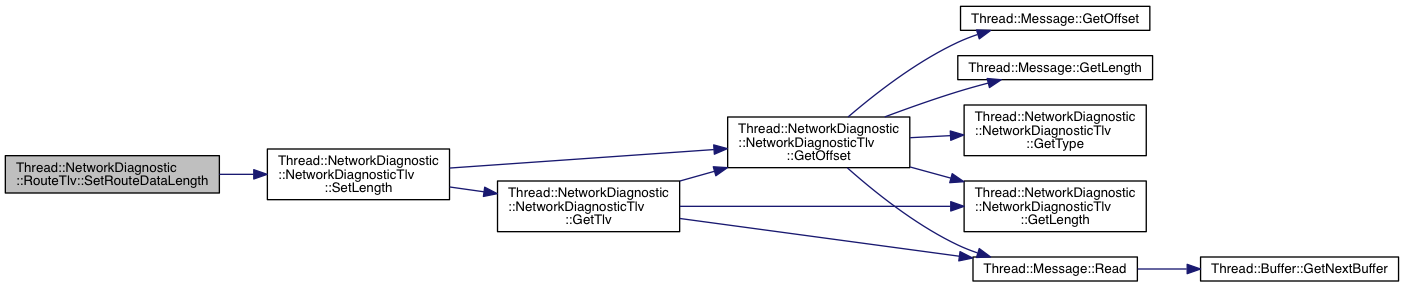 Thread::NetworkDiagnostic
::RouteTlv::SetRouteDataLength
Thread::NetworkDiagnostic
::NetworkDiagnosticTlv
::SetLength
Thread::NetworkDiagnostic
::NetworkDiagnosticTlv
::GetTlv
Thread::NetworkDiagnostic
::NetworkDiagnosticTlv
::GetOffset
Thread::Message::GetOffset
Thread::Message::GetLength
Thread::NetworkDiagnostic
::NetworkDiagnosticTlv
::GetType
Thread::NetworkDiagnostic
::NetworkDiagnosticTlv
::GetLength
Thread::Message::Read
Thread::Buffer::GetNextBuffer